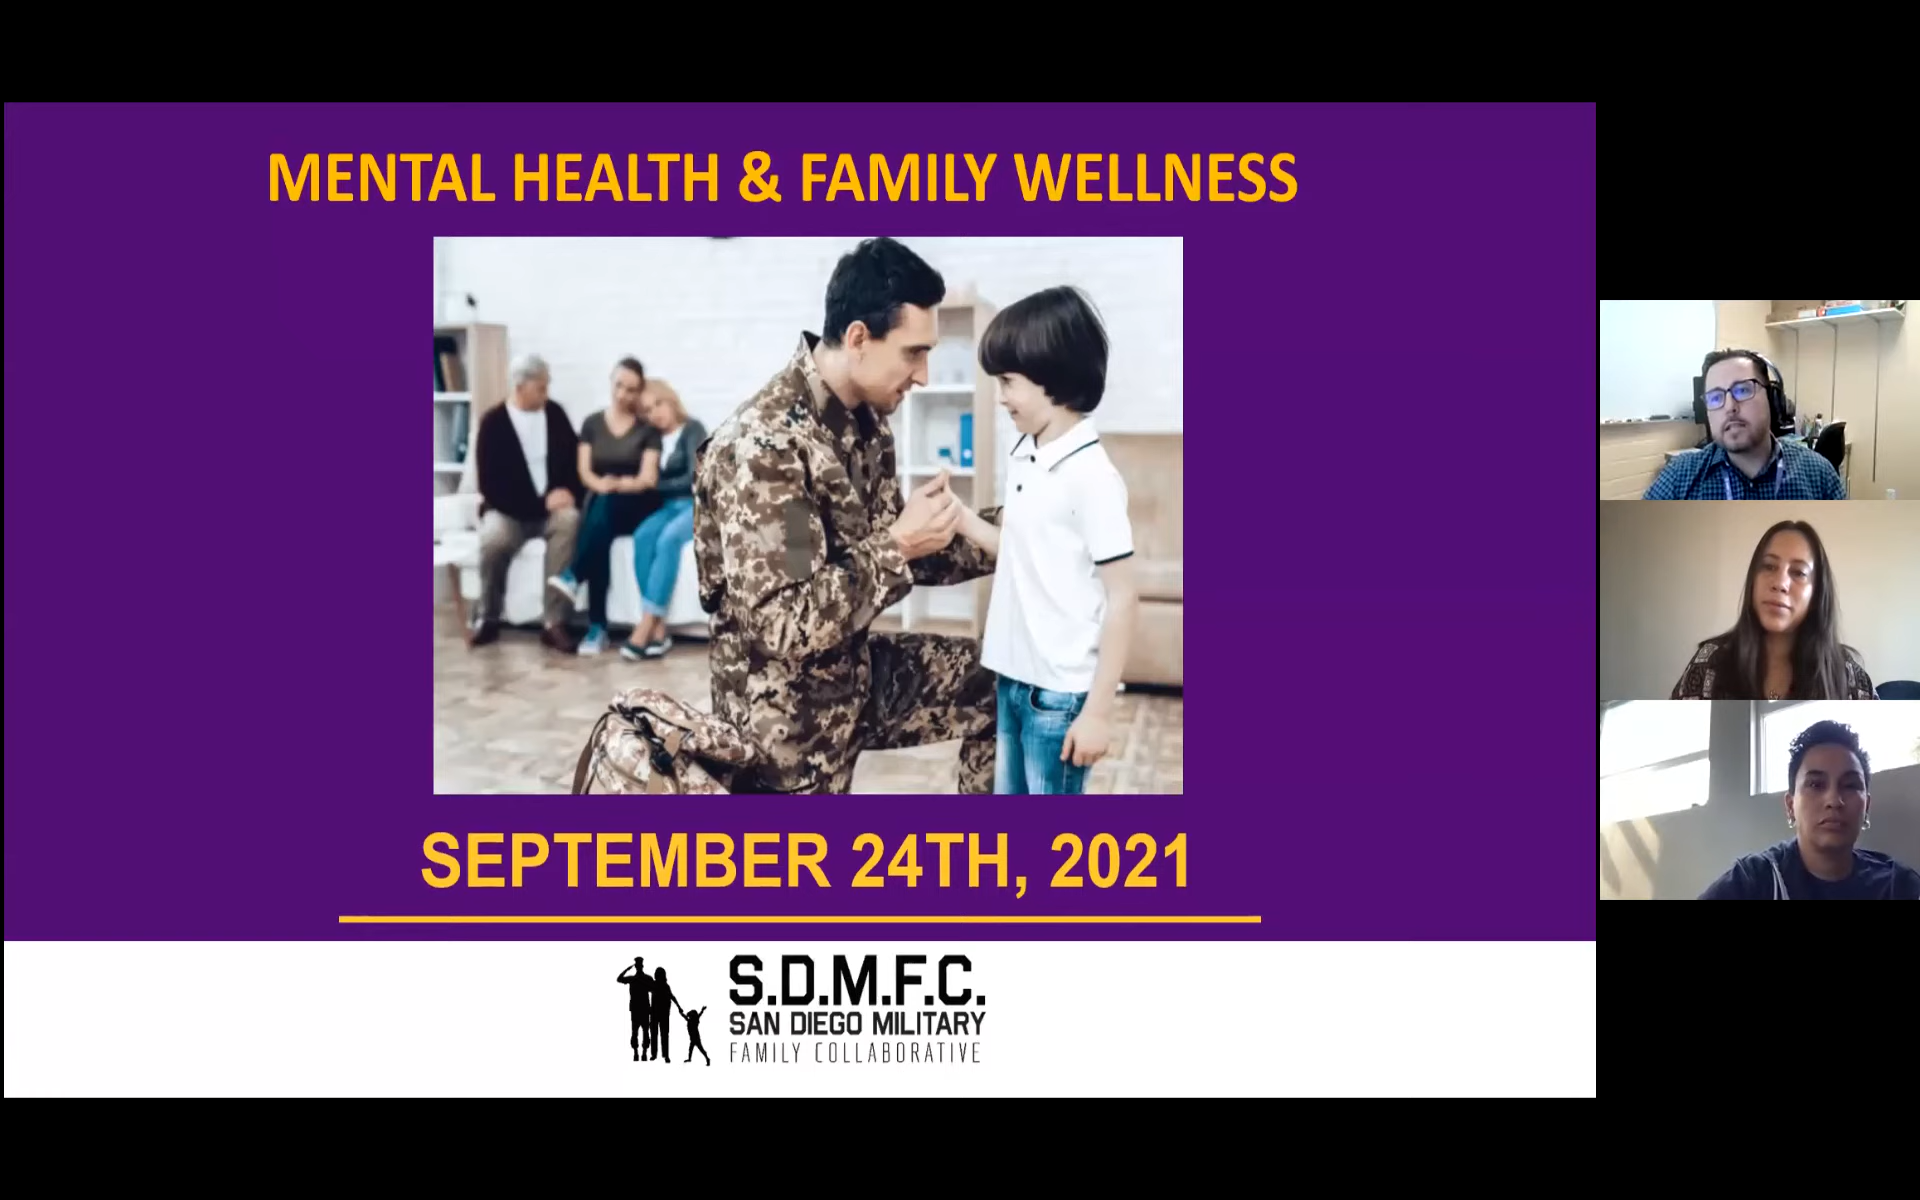 MENTAL HEALTH & FAMILY WELLNESS
SEPTEMBER 24TH, 2021
S.D.M.F.C.
SAN DIEGO MILITARY
FAMILY COLLABORATIVE